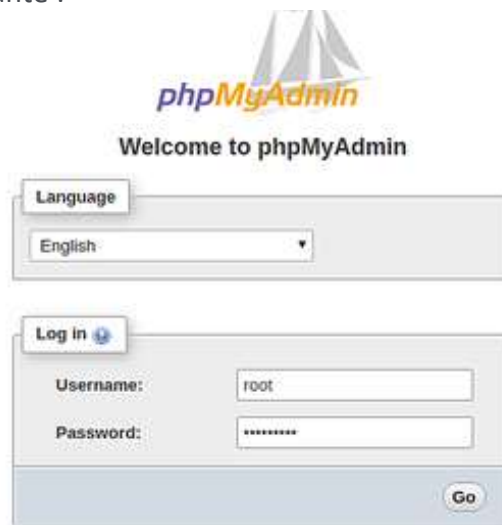 phpMyAdmin
Welcome to phpMyAdmin
Language
English
Log in
Username:
root
Password:
•••••••••
Go